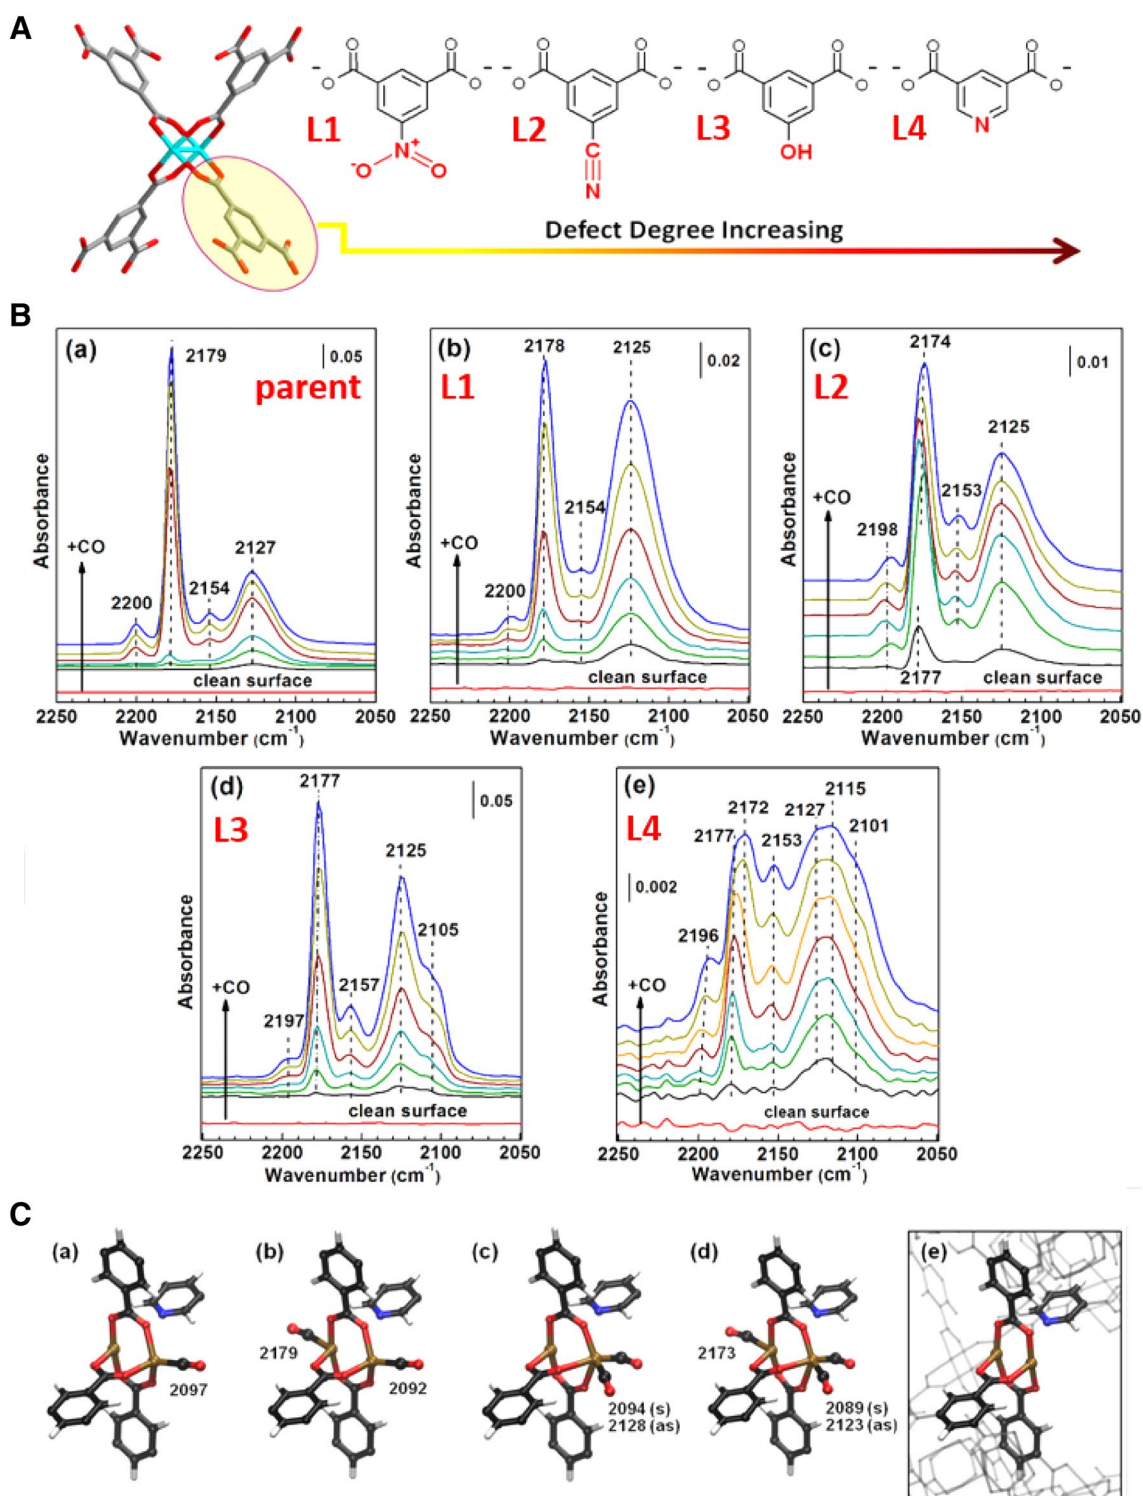 A
L1
L2
L3
L4
O
O
-
-
O
O
O
O
-
-
O
O
O
O
-
-
O
O
O
O
-
-
O
O
N+
-O
O
C
N
OH
N
Defect Degree Increasing
B
(a)
2179
0.05
parent
+CO
2200
2154
2127
clean surface
Absorbance
2250 2200 2150 2100 2050
Wavenumber (cm-1)
(b)
2178
2125
0.02
L1
2154
+CO
2200
clean surface
Absorbance
2250 2200 2150 2100 2050
Wavenumber (cm-1)
(c)
2174
0.01
L2
2125
2153
+CO
2198
2177
clean surface
Absorbance
2250 2200 2150 2100 2050
Wavenumber (cm-1)
(d)
2177
0.05
L3
2125
2105
+CO
2157
2197
clean surface
Absorbance
2250 2200 2150 2100 2050
Wavenumber (cm-1)
(e)
2115
2172 2127
L4
2177 2153 2101
0.002
2196
+CO
clean surface
Absorbance
2250 2200 2150 2100 2050
Wavenumber (cm-1)
C
(a)
2097
(b)
2179
2092
(c)
2094 (s)
2128 (as)
(d)
2173
2089 (s)
2123 (as)
(e)